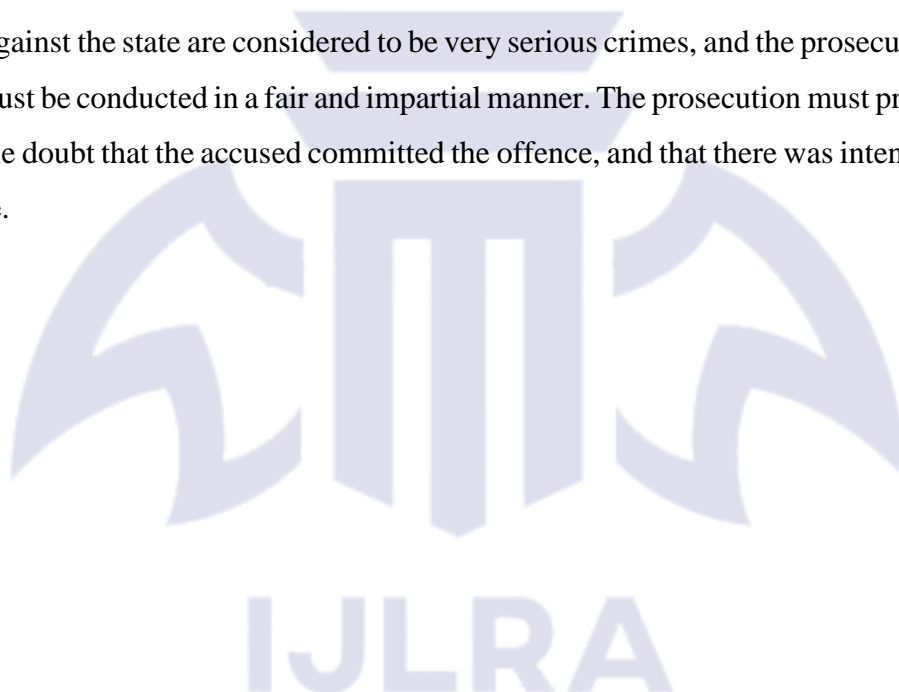 gainst the state are considered to be very serious crimes, and the prosecu
ust be conducted in a fair and impartial manner. The prosecution must pr
e doubt that the accused committed the offence, and that there was inten
.
IJLRA